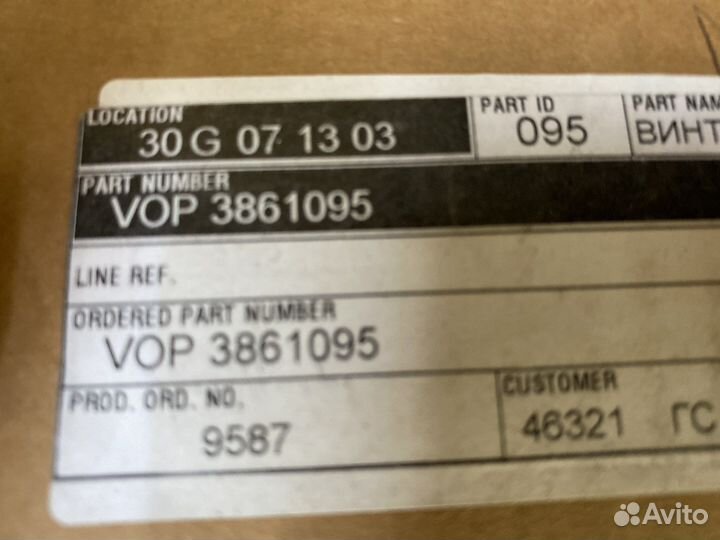 LOCATION PART ID PART NAM
30 G 07 13 03 095 ВИНТ
PART NUMBER
VOP 3861095
LINE REF.
ORDERED PART NUMBER
VOP 3861095
PROD. ORD. NO. CUSTOMER
9587 46321 ГС
Avito